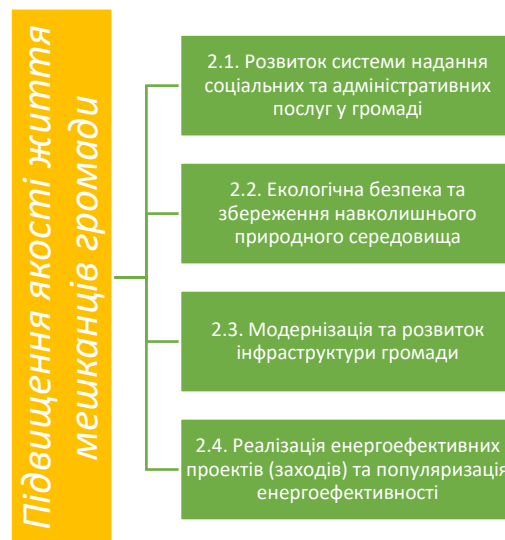 Підвищення якості життя
мешканців громади
2.1. Розвиток системи надання
соціальних та адміністративних
послуг у громаді
2.2. Екологічна безпека та
збереження навколишнього
природного середовища
2.3. Модернізація та розвиток
інфраструктури громади
2.4. Реалізація енергоефективних
проектів (заходів) та популяризація
енергоефективності